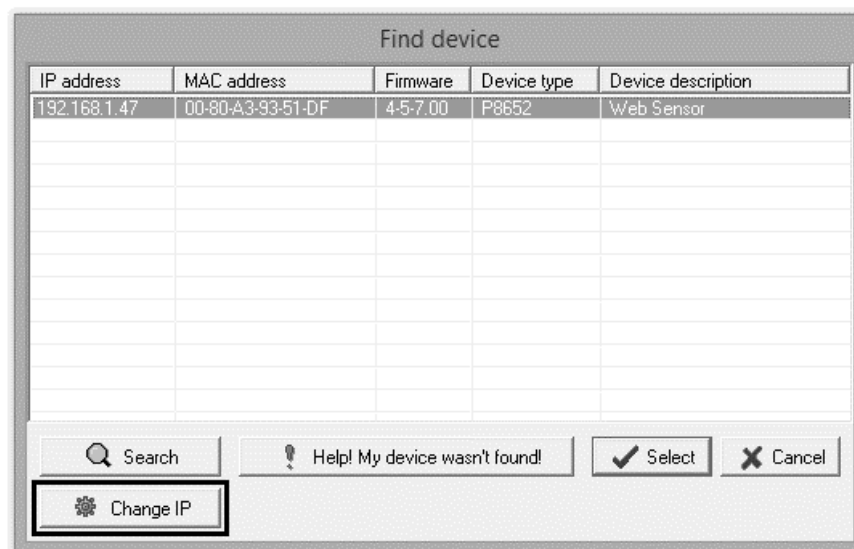 Find device
IP address MAC address Firmware Device type Device description
192.168.1.47 00-80-A3-93-51-DF 4-5-7.00 P8652 Web Sensor
Search Help! My device wasn't found! Select Cancel
Change IP